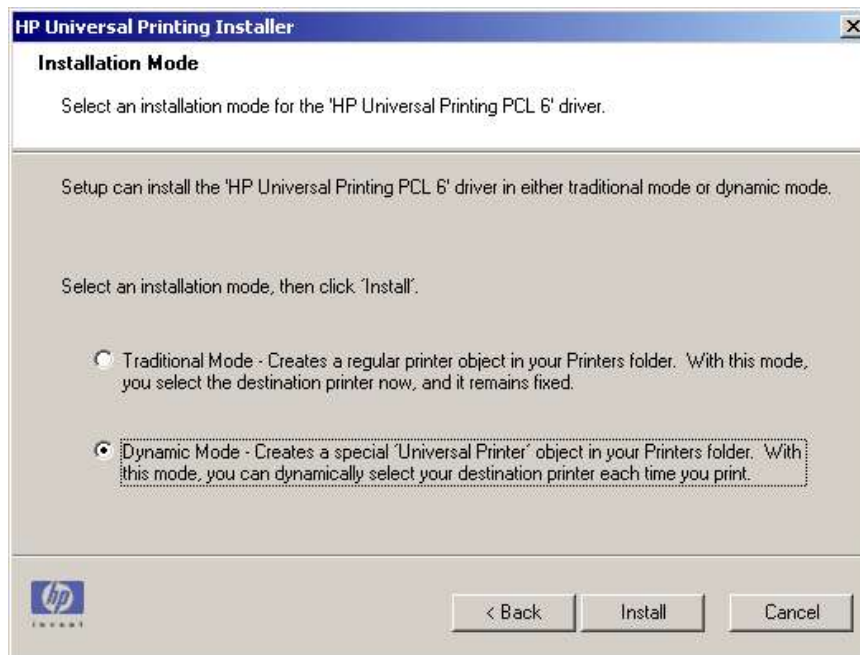 HP Universal Printing Installer
Installation Mode
Select an installation mode for the 'HP Universal Printing PCL 6' driver.
Setup can install the 'HP Universal Printing PCL 6' driver in either traditional mode or dynamic mode.
Select an installation mode, then click ´Install´.
Traditional Mode - Creates a regular printer object in your Printers folder.  With this mode,
you select the destination printer now, and it remains fixed.
Dynamic Mode - Creates a special ´Universal Printer´ object in your Printers folder.  With
this mode, you can dynamically select your destination printer each time you print.
hp
invent
< Back
Install
Cancel